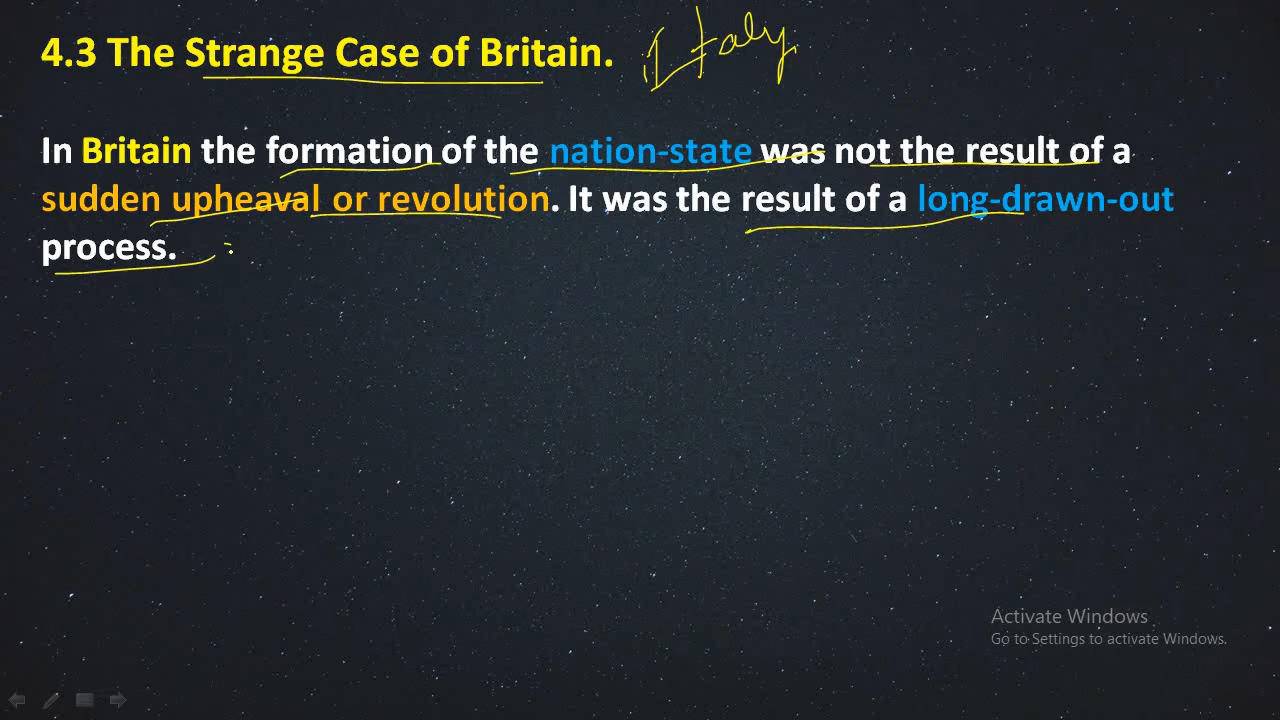 4.3 The Strange Case of Britain. Italy
In Britain the formation of the nation-state was not the result of a
sudden upheaval or revolution. It was the result of a long-drawn-out
process.
Activate Windows
Go to Settings to activate Windows.